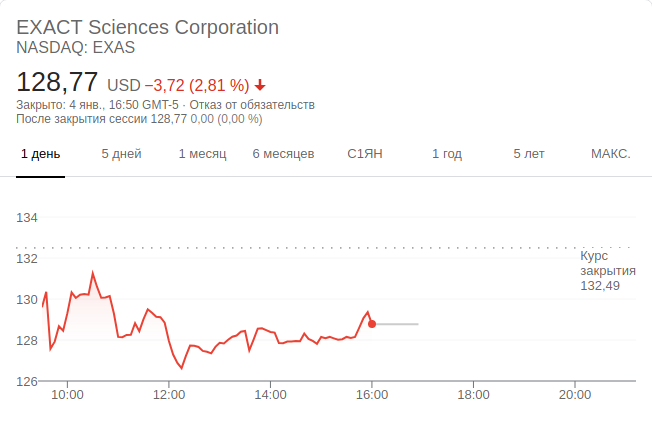 EXACT Sciences Corporation
NASDAQ: EXAS
128,77 USD −3,72 (2,81 %)
Закрыто: 4 янв., 16:50 GMT-5 · Отказ от обязательств
После закрытия сессии 128,77 0,00 (0,00 %)
1 день 5 дней 1 месяц 6 месяцев С1ЯН 1 год 5 лет МАКС.
134
132
130
128
126
Курс
закрытия
132,49
10:00 12:00 14:00 16:00 18:00 20:00